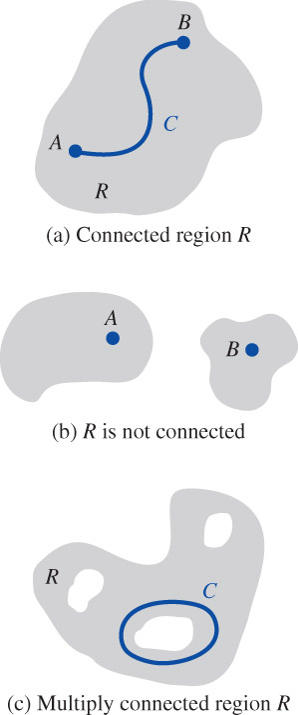 B
A
C
R
(a) Connected region R
A
B
(b) R is not connected
R
C
(c) Multiply connected region R